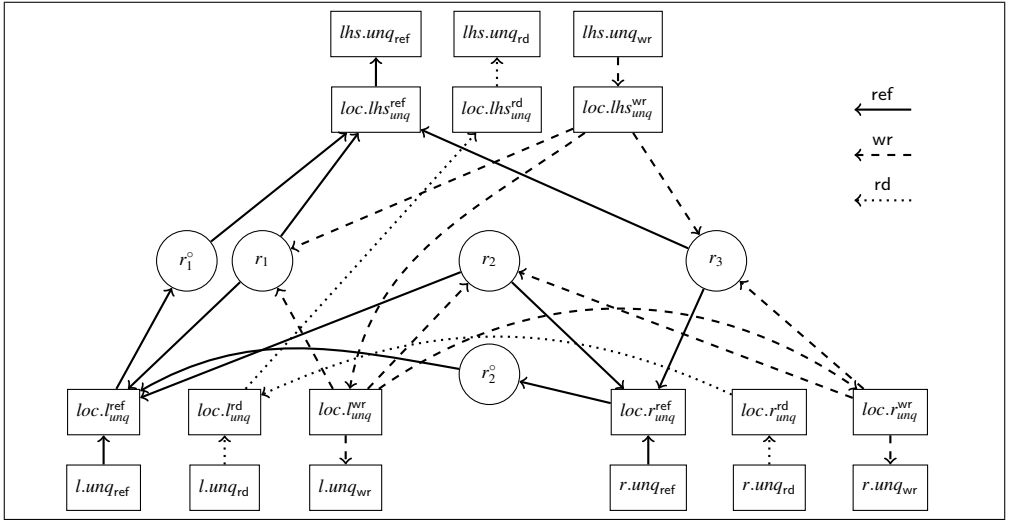 lhs.unq_ref lhs.unq_rd lhs.unq_wr
loc.lhs^ref_unq loc.lhs^rd_unq loc.lhs^wr_unq
ref
wr
rd
r_1^° r_1 r_2 r_3
r_2^°
loc.l^ref_unq loc.l^rd_unq loc.l^wr_unq loc.r^ref_unq loc.r^rd_unq loc.r^wr_unq
l.unq_ref l.unq_rd l.unq_wr r.unq_ref r.unq_rd r.unq_wr